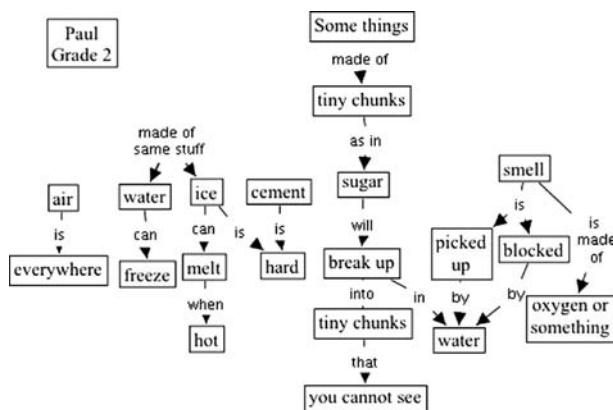 Paul
Grade 2
Some things
made of
tiny chunks
as in
made of
same stuff
smell
air
water
ice
cement
sugar
is
is
made
of
is
can
can
is
is
will
picked
up
blocked
everywhere
freeze
melt
hard
break up
when
into
in
by
by
oxygen or
something
hot
tiny chunks
water
that
you cannot see